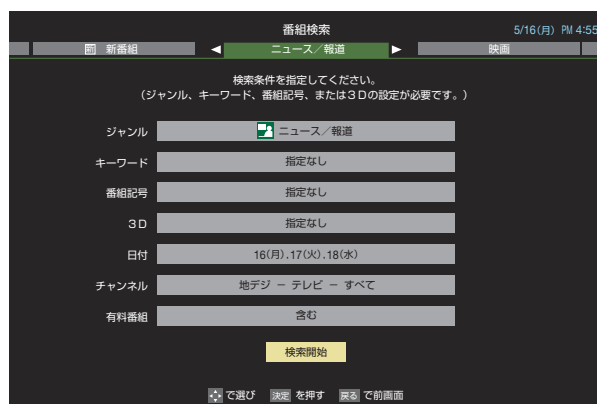 番組検索
5/16(月) PM 4:55
新 新番組
◀ ニュース／報道 ▶
映画
検索条件を指定してください。
(ジャンル、キーワード、番組記号、または３Ｄの設定が必要です。)
ジャンル ニュース／報道
キーワード 指定なし
番組記号 指定なし
３Ｄ 指定なし
日付 16(月).17(火).18(水)
チャンネル 地デジ − テレビ − すべて
有料番組 含む
検索開始
で選び 決定 を押す 戻る で前画面